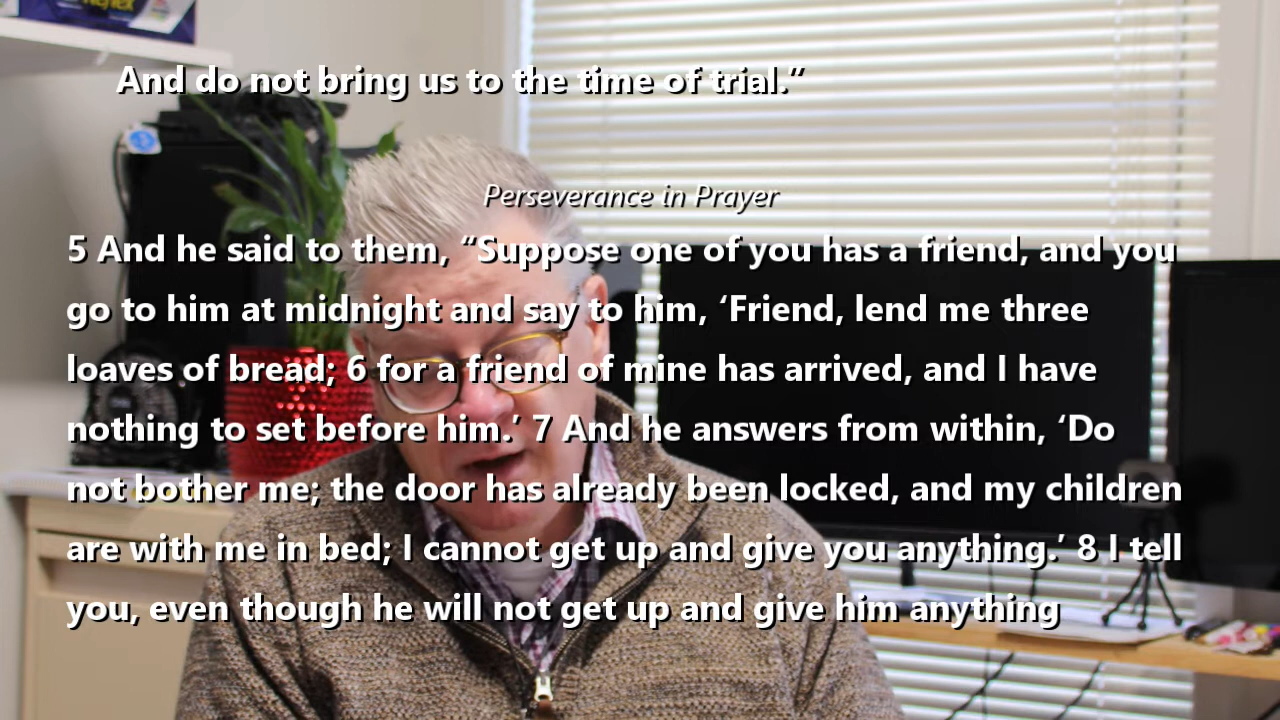 And do not bring us to the time of trial.”
Perseverance in Prayer
5 And he said to them, “Suppose one of you has a friend, and you
go to him at midnight and say to him, ‘Friend, lend me three
loaves of bread; 6 for a friend of mine has arrived, and I have
nothing to set before him.’ 7 And he answers from within, ‘Do
not bother me; the door has already been locked, and my children
are with me in bed; I cannot get up and give you anything.’ 8 I tell
you, even though he will not get up and give him anything